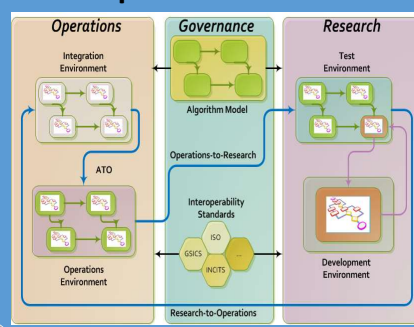 Operations
Governance
Research
Integration
Environment
Test
Environment
Algorithm Model
Operations-to-Research
ATO
Interoperability
Standards
ISO
GSICS
...
INCITS
Operations
Environment
Development
Environment
Research-to-Operations